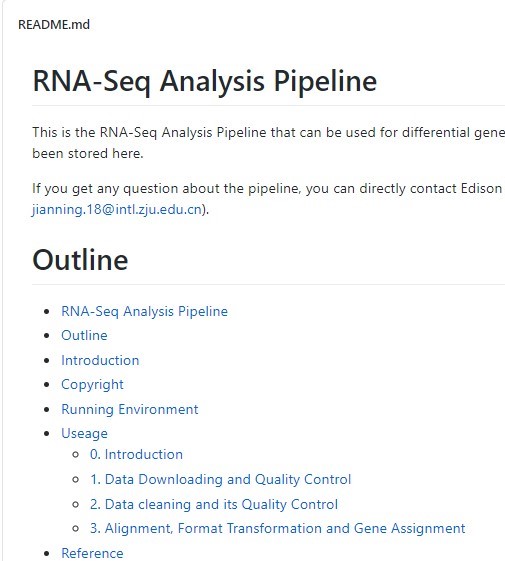 README.md
RNA-Seq Analysis Pipeline
This is the RNA-Seq Analysis Pipeline that can be used for differential gene
been stored here.
If you get any question about the pipeline, you can directly contact Edison
jianning.18@intl.zju.edu.cn).
Outline
• RNA-Seq Analysis Pipeline
• Outline
• Introduction
• Copyright
• Running Environment
• Useage
◦ 0. Introduction
◦ 1. Data Downloading and Quality Control
◦ 2. Data cleaning and its Quality Control
◦ 3. Alignment, Format Transformation and Gene Assignment
• Reference